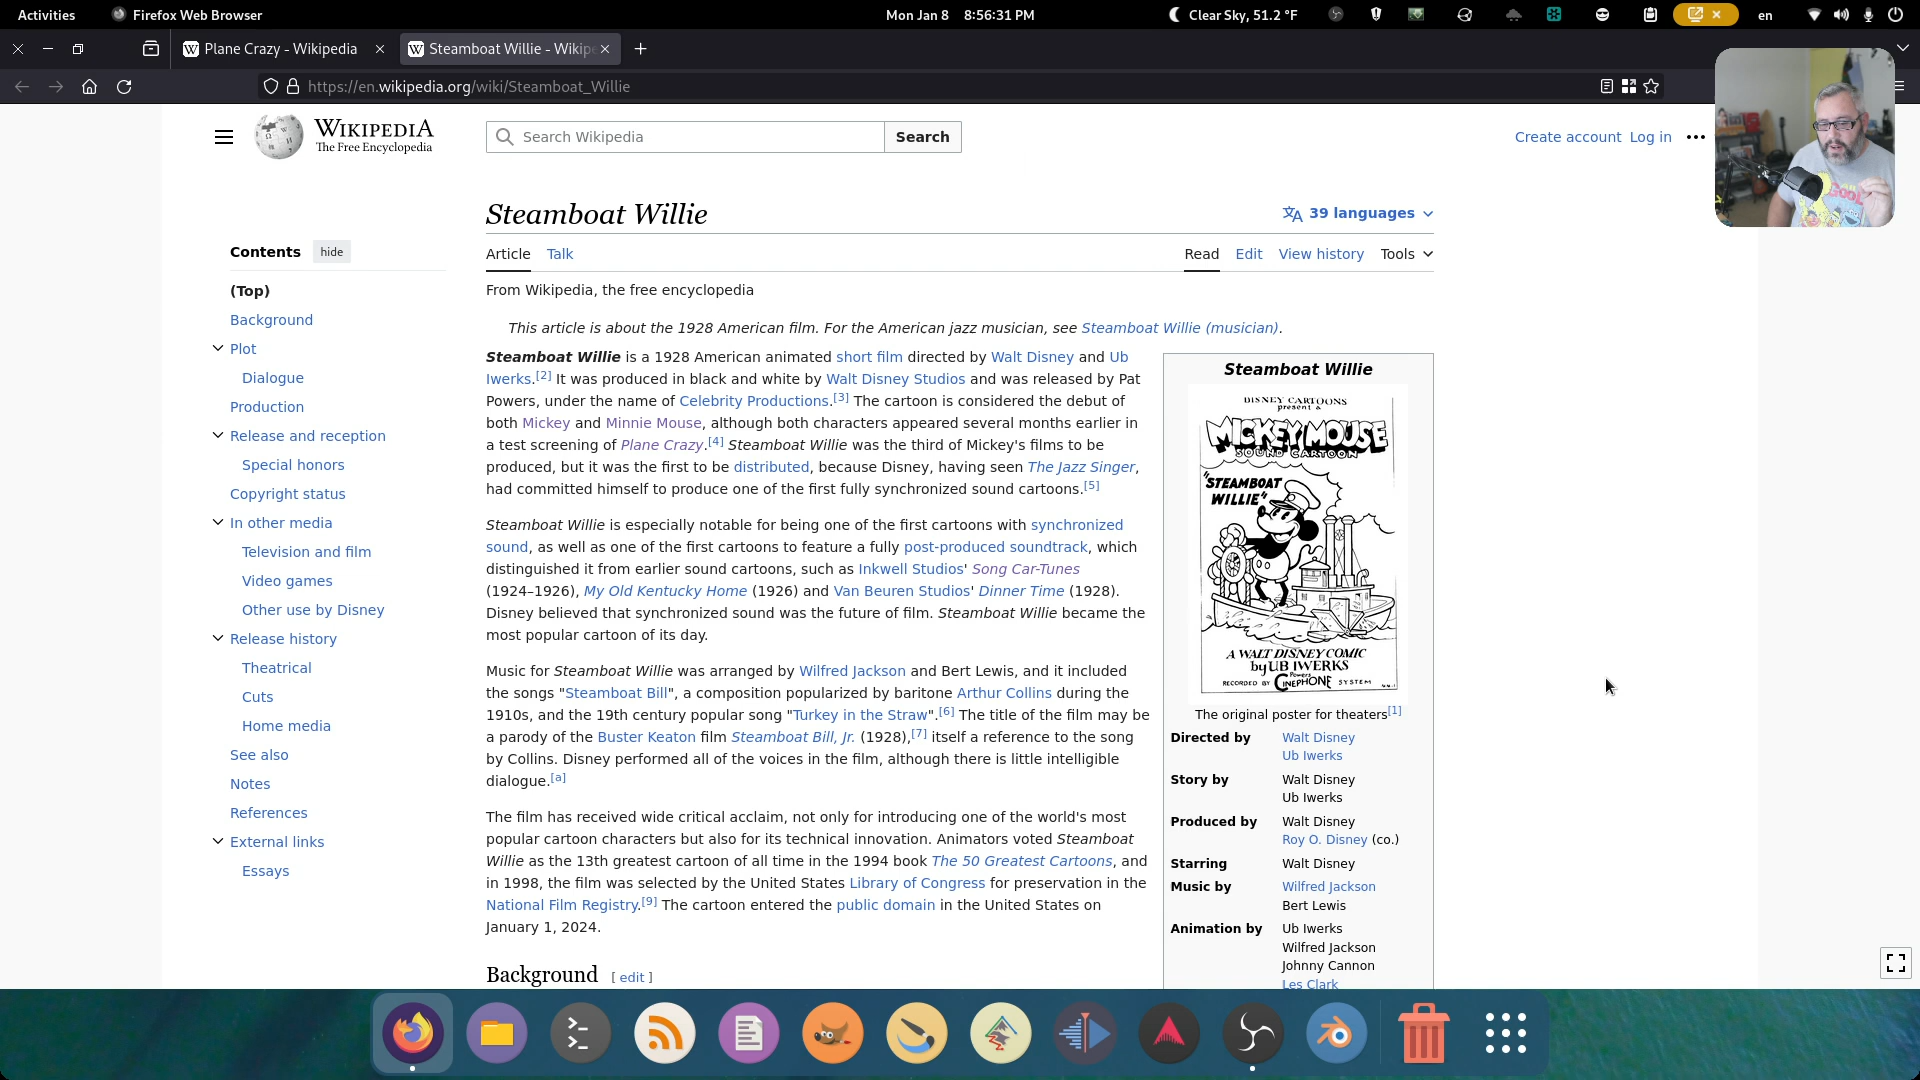 Activities
Firefox Web Browser
Mon Jan 8 8:56:31 PM
Clear Sky, 51.2 °F
en
Plane Crazy - Wikipedia
Steamboat Willie - Wikip
https://en.wikipedia.org/wiki/Steamboat_Willie
WIKIPEDIA
The Free Encyclopedia
Search Wikipedia
Search
Create account Log in
Steamboat Willie
39 languages
Contents hide
(Top)
Background
Plot
Dialogue
Production
Release and reception
Special honors
Copyright status
In other media
Television and film
Video games
Other use by Disney
Release history
Theatrical
Cuts
Home media
See also
Notes
References
External links
Essays
Article Talk
Read Edit View history Tools
From Wikipedia, the free encyclopedia
This article is about the 1928 American film. For the American jazz musician, see Steamboat Willie (musician).
Steamboat Willie is a 1928 American animated short film directed by Walt Disney and Ub
Iwerks.[2] It was produced in black and white by Walt Disney Studios and was released by Pat
Powers, under the name of Celebrity Productions.[3] The cartoon is considered the debut of
both Mickey and Minnie Mouse, although both characters appeared several months earlier in
a test screening of Plane Crazy.[4] Steamboat Willie was the third of Mickey's films to be
produced, but it was the first to be distributed, because Disney, having seen The Jazz Singer,
had committed himself to produce one of the first fully synchronized sound cartoons.[5]
Steamboat Willie is especially notable for being one of the first cartoons with synchronized
sound, as well as one of the first cartoons to feature a fully post-produced soundtrack, which
distinguished it from earlier sound cartoons, such as Inkwell Studios' Song Car-Tunes
(1924–1926), My Old Kentucky Home (1926) and Van Beuren Studios' Dinner Time (1928).
Disney believed that synchronized sound was the future of film. Steamboat Willie became the
most popular cartoon of its day.
Music for Steamboat Willie was arranged by Wilfred Jackson and Bert Lewis, and it included
the songs "Steamboat Bill", a composition popularized by baritone Arthur Collins during the
1910s, and the 19th century popular song "Turkey in the Straw".[6] The title of the film may be
a parody of the Buster Keaton film Steamboat Bill, Jr. (1928),[7] itself a reference to the song
by Collins. Disney performed all of the voices in the film, although there is little intelligible
dialogue.[a]
The film has received wide critical acclaim, not only for introducing one of the world's most
popular cartoon characters but also for its technical innovation. Animators voted Steamboat
Willie as the 13th greatest cartoon of all time in the 1994 book The 50 Greatest Cartoons, and
in 1998, the film was selected by the United States Library of Congress for preservation in the
National Film Registry.[9] The cartoon entered the public domain in the United States on
January 1, 2024.
Background [ edit ]
Steamboat Willie
DISNEY CARTOONS
present a
MICKEY MOUSE
SOUND CARTOON
"STEAMBOAT
WILLIE"
A WALT DISNEY COMIC
by UB IWERKS
RECORDED BY Powers CINEPHONE SYSTEM
The original poster for theaters[1]
Directed by Walt Disney
Ub Iwerks
Story by Walt Disney
Ub Iwerks
Produced by Walt Disney
Roy O. Disney (co.)
Starring Walt Disney
Music by Wilfred Jackson
Bert Lewis
Animation by Ub Iwerks
Wilfred Jackson
Johnny Cannon
Les Clark